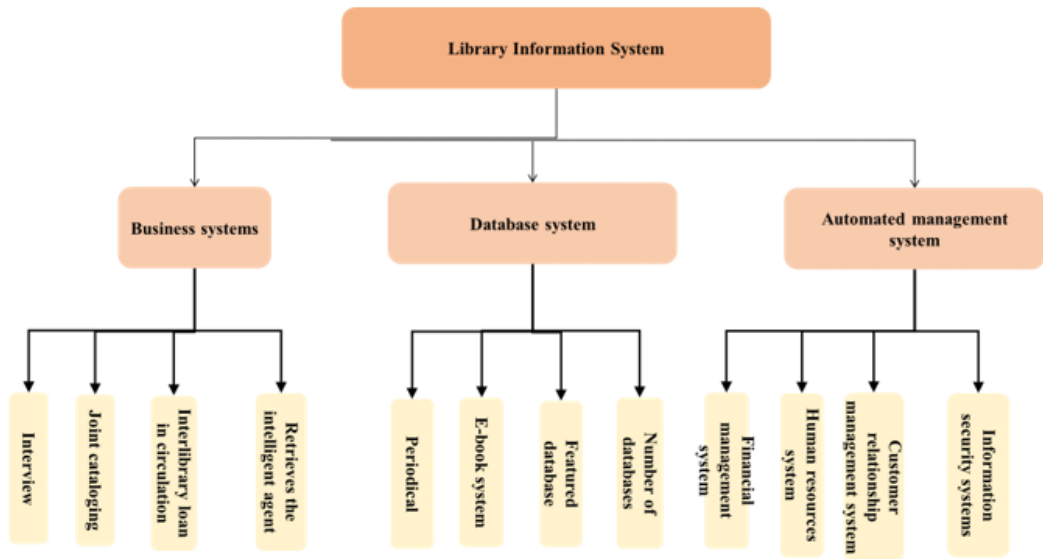 Library Information System
Business systems
Database system
Automated management
system
Interview
Joint cataloging
Interlibrary loan
in circulation
Retrieves the
intelligent agent
Periodical
E-book system
Featured
database
Number of
databases
Financial
management
system
Human resources
system
Customer
relationship
management system
Information
security systems